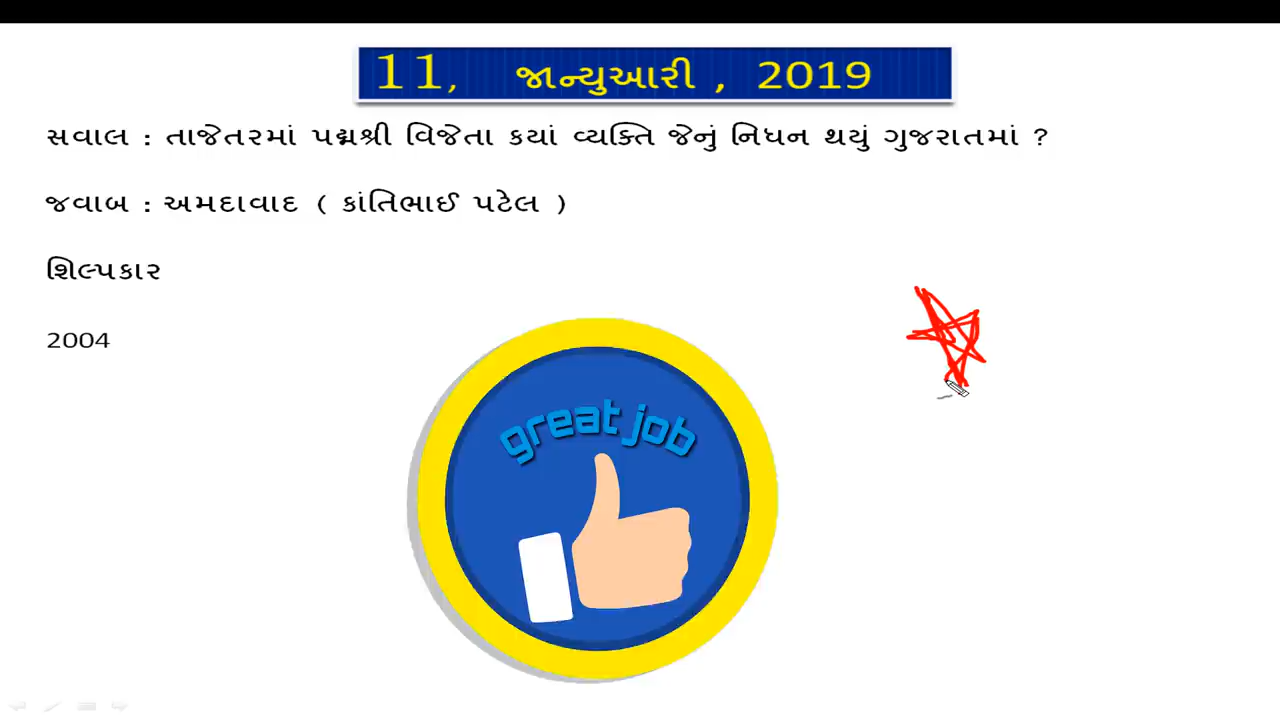 11, જાન્યુઆરી , 2019
સવાલ : તાજેતરમાં પદ્મશ્રી વિજેતા કયાં વ્યક્તિ જેનું નિધન થયું ગુજરાતમાં ?
જવાબ : અમદાવાદ ( કાંતિભાઈ પટેલ )
શિલ્પકાર
2004
great job